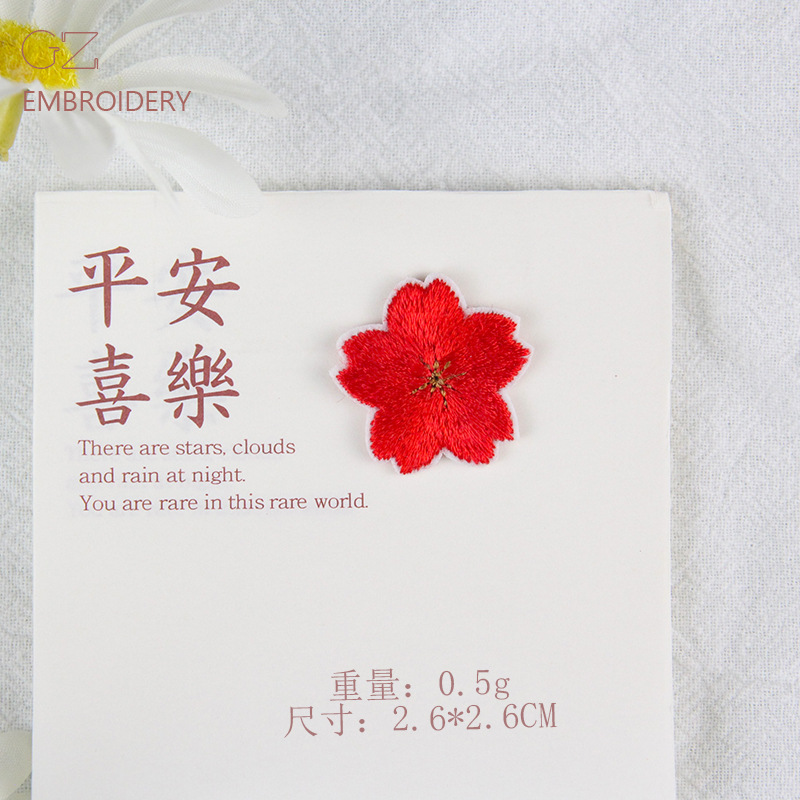 GZ
EMBROIDERY
平安
喜樂
There are stars, clouds
and rain at night.
You are rare in this rare world.
重量：0.5g
尺寸：2.6*2.6CM